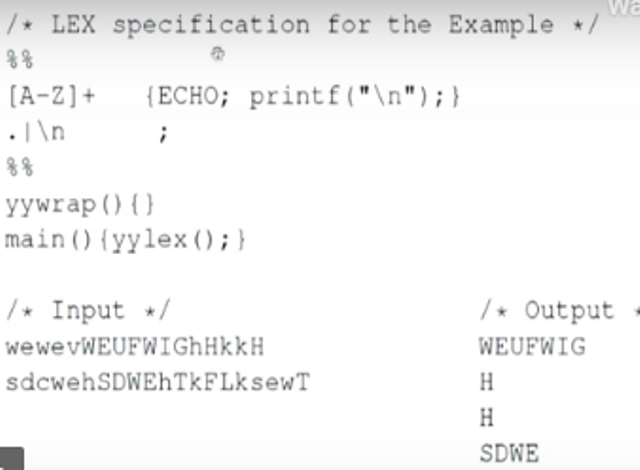 /* LEX specification for the Example */
%%
[A-Z]+ {ECHO; printf("\n");}
.|\n ;
%%
yywrap(){}
main(){yylex();}
/* Input */ /* Output *
wewevWEUFWIGhHkkH WEUFWIG
sdcwehSDWEhTkFLksewT H
H
SDWE